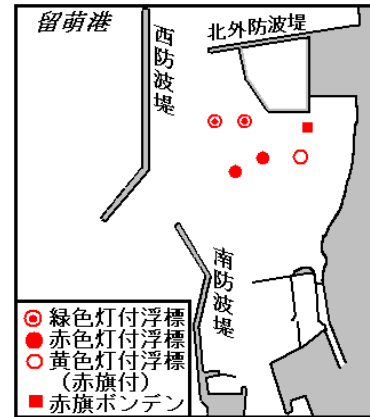 留萌港
北外防波堤
西防波堤
南防波堤
緑色灯付浮標
赤色灯付浮標
黄色灯付浮標
(赤旗付)
赤旗ボンデン